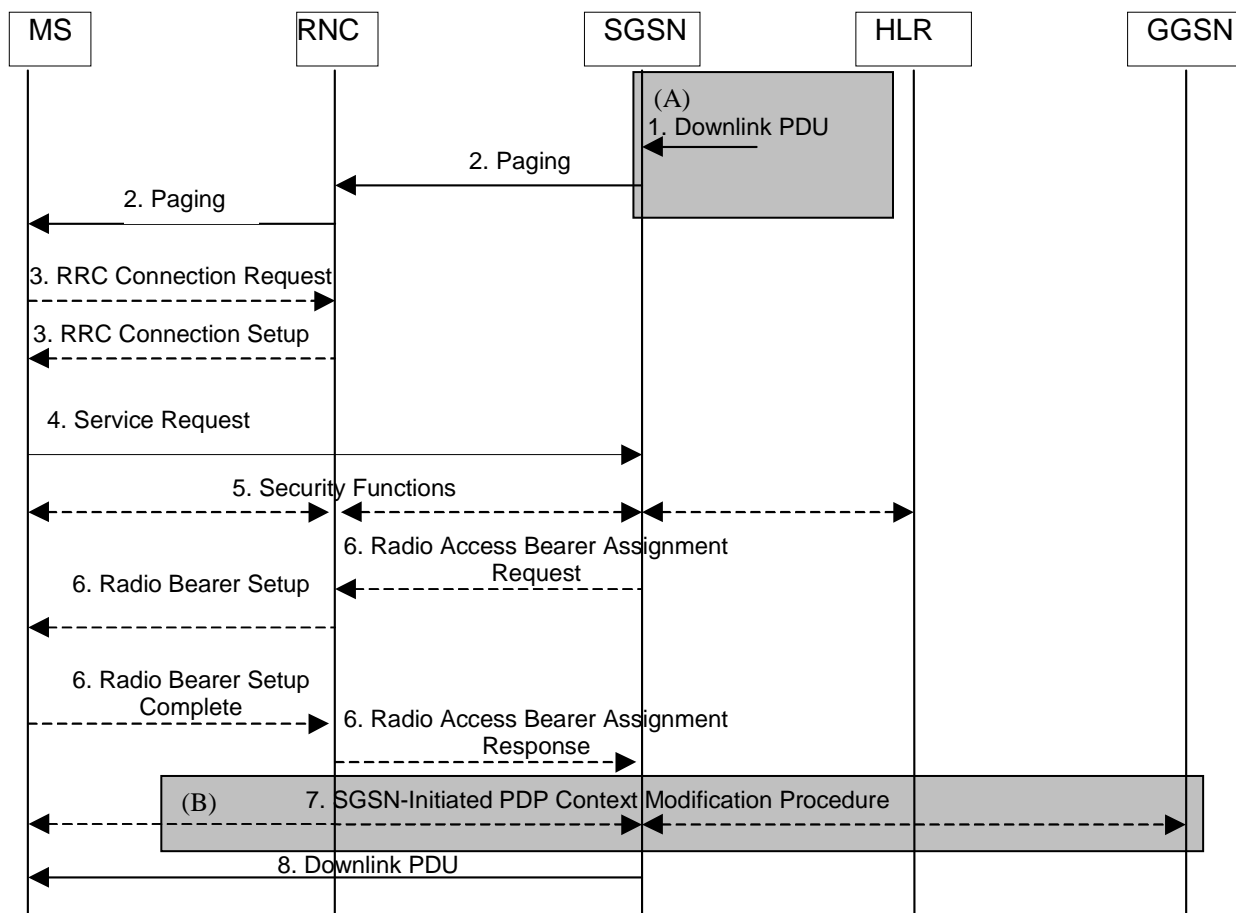 MS
RNC
SGSN
HLR
GGSN
(A)
1. Downlink PDU
2. Paging
2. Paging
3. RRC Connection Request
3. RRC Connection Setup
4. Service Request
5. Security Functions
6. Radio Access Bearer Assignment
Request
6. Radio Bearer Setup
6. Radio Bearer Setup
Complete
6. Radio Access Bearer Assignment
Response
(B)
7. SGSN-Initiated PDP Context Modification Procedure
8. Downlink PDU